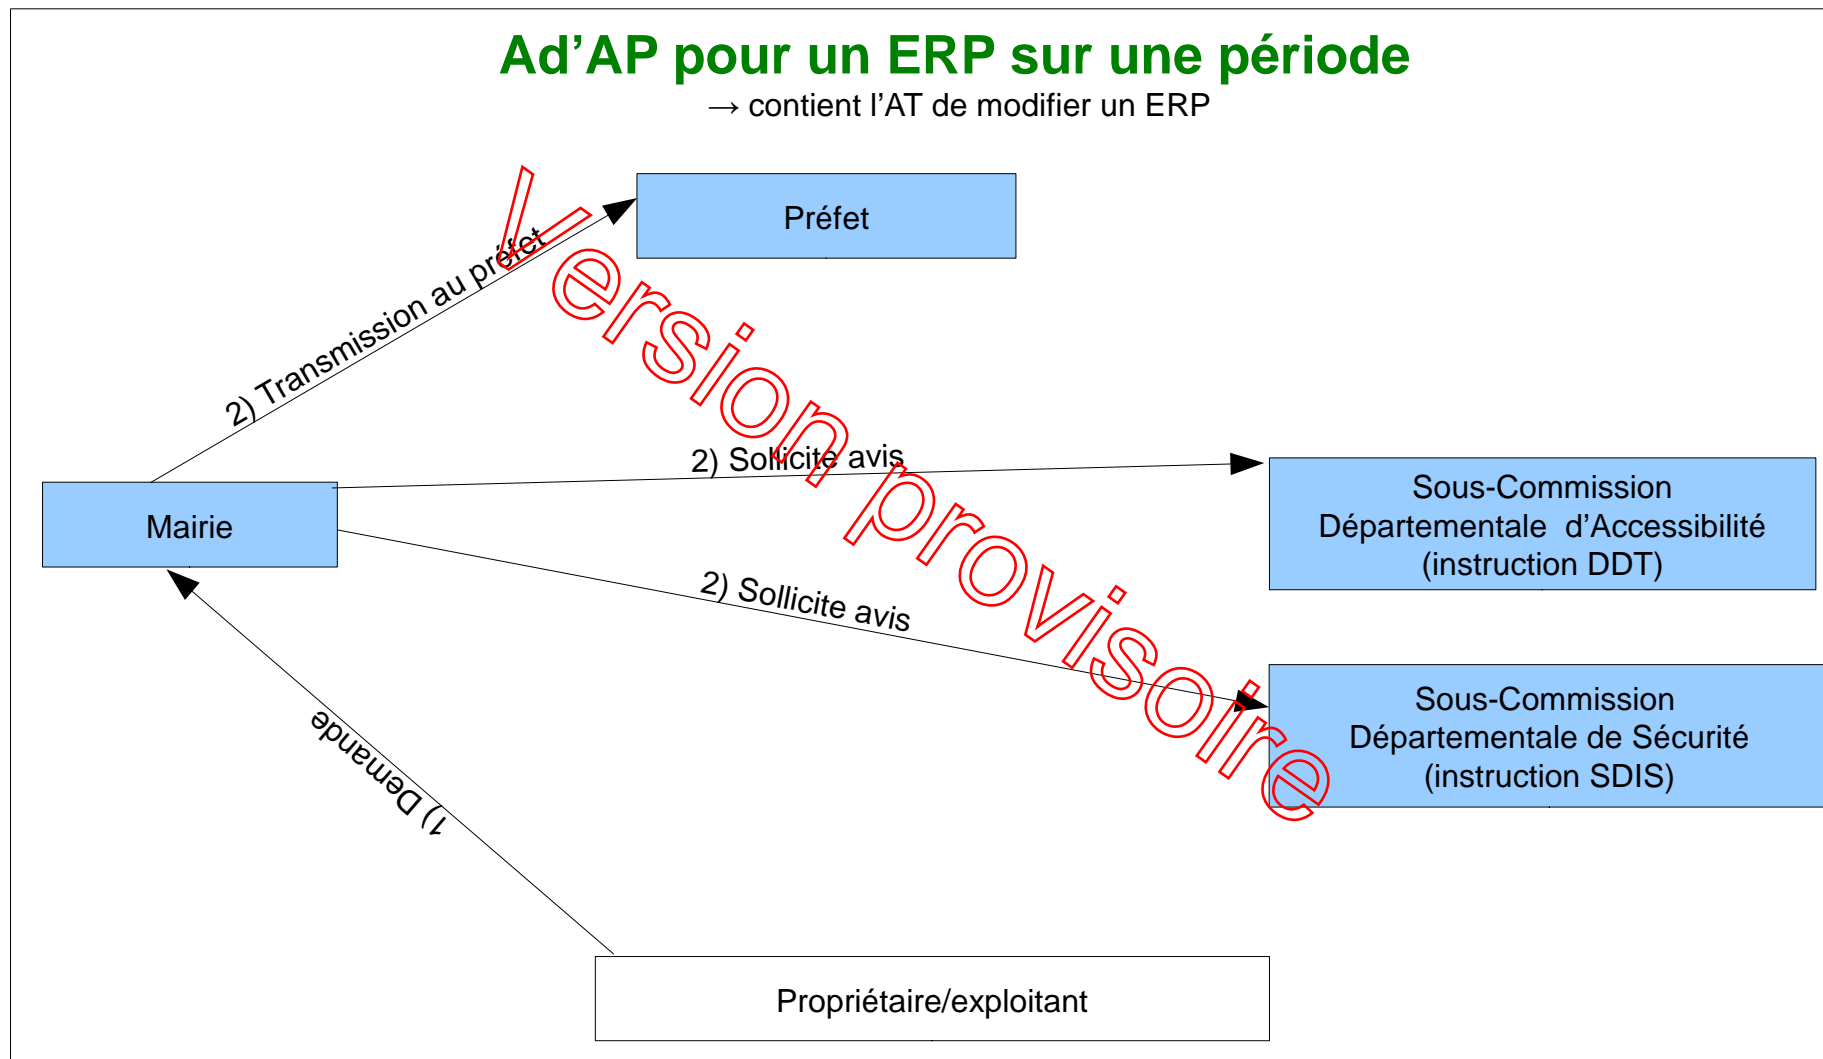 Ad’AP pour un ERP sur une période
→ contient l’AT de modifier un ERP
Préfet
2) Transmission au préfet
Version provisoire
2) Sollicite avis
Mairie
Sous-Commission
Départementale d’Accessibilité
(instruction DDT)
2) Sollicite avis
Sous-Commission
Départementale de Sécurité
(instruction SDIS)
1) Demande
Propriétaire/exploitant